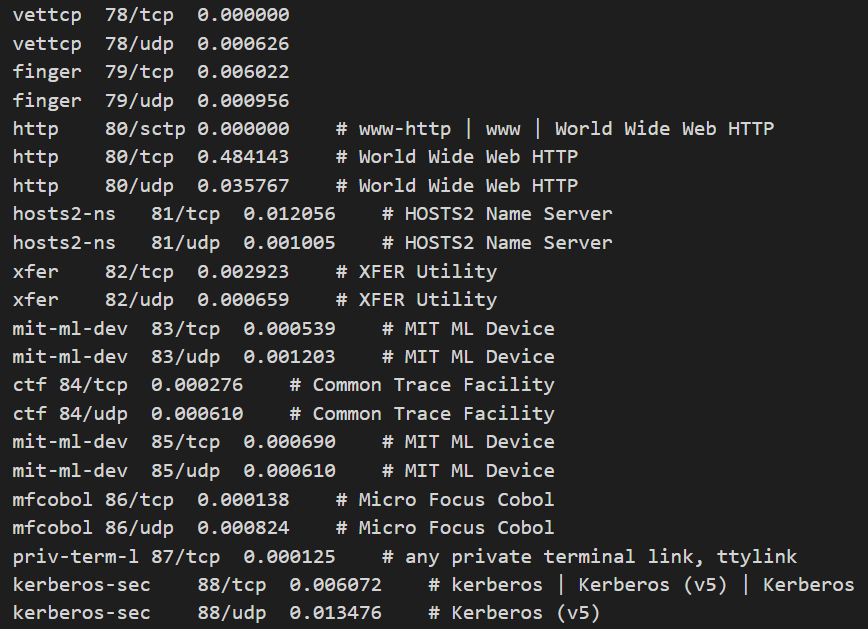 vettcp  78/tcp  0.000000
vettcp  78/udp  0.000626
finger  79/tcp  0.006022
finger  79/udp  0.000956
http    80/sctp 0.000000    # www-http | www | World Wide Web HTTP
http    80/tcp  0.484143    # World Wide Web HTTP
http    80/udp  0.035767    # World Wide Web HTTP
hosts2-ns   81/tcp  0.012056    # HOSTS2 Name Server
hosts2-ns   81/udp  0.001005    # HOSTS2 Name Server
xfer    82/tcp  0.002923    # XFER Utility
xfer    82/udp  0.000659    # XFER Utility
mit-ml-dev  83/tcp  0.000539    # MIT ML Device
mit-ml-dev  83/udp  0.001203    # MIT ML Device
ctf 84/tcp  0.000276    # Common Trace Facility
ctf 84/udp  0.000610    # Common Trace Facility
mit-ml-dev  85/tcp  0.000690    # MIT ML Device
mit-ml-dev  85/udp  0.000610    # MIT ML Device
mfcobol 86/tcp  0.000138    # Micro Focus Cobol
mfcobol 86/udp  0.000824    # Micro Focus Cobol
priv-term-l 87/tcp  0.000125    # any private terminal link, ttylink
kerberos-sec    88/tcp  0.006072    # kerberos | Kerberos (v5) | Kerberos
kerberos-sec    88/udp  0.013476    # Kerberos (v5)